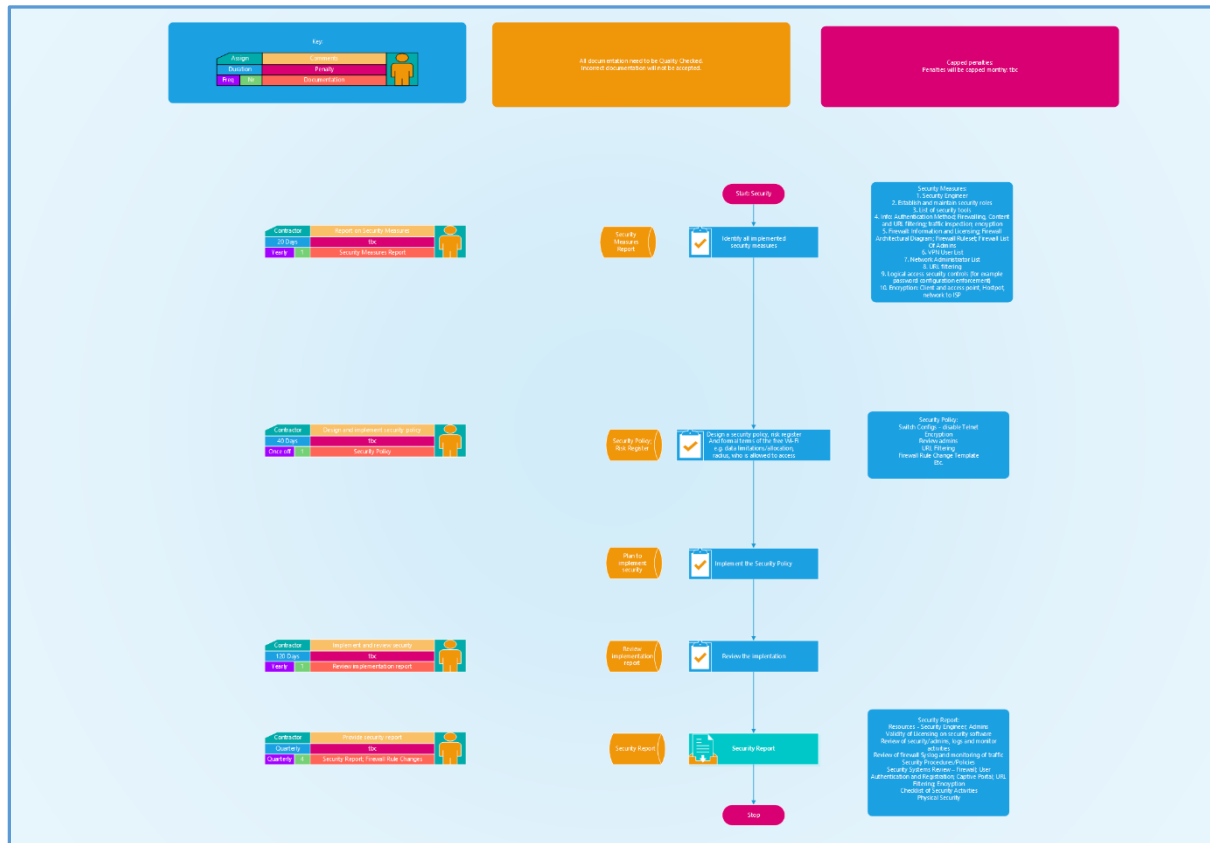 Key:
Assign
Comments
Duration
Penalty
Freq
Nr
Documentation
All documentation need to be Quality Checked.
Incorrect documentation will not be accepted.
Capped penalties:
Penalties will be capped monthly: tbc
Start: Security
Contractor
Report on Security Measures
20 Days
tbc
Yearly
1
Security Measures Report
Security
Measures
Report
Identify all implemented
security measures
Security Measures:
1. Security Engineer
2. Establish and maintain security roles
3. List of security tools
4. Info: Authentication Method; Firewalling, Content
and URL filtering; traffic inspection; encryption
5. Firewall: Information and Licensing; Firewall
Architectural Diagram; Firewall Ruleset; Firewall List
Of Admins
6. VPN User List
7. Network Administrator List
8. URL filtering
9. Logical access security controls (for example
password configuration enforcement)
10. Encryption: Client and access point, Hostpot,
network to ISP
Contractor
Design and implement security policy
40 Days
tbc
Once off
1
Security Policy
Security Policy;
Risk Register
Design a security policy, risk register
And formal terms of the free Wi-Fi
e.g. data limitations/allocation;
radius, who is allowed to access
Security Policy:
Switch Configs – disable Telnet
Encryption
Review admins
URL Filtering
Firewall Rule Change Template
Etc.
Plan to
implement
security
Implement the Security Policy
Contractor
Implement and review security
120 Days
tbc
Yearly
1
Review implementation report
Review
implementation
report
Review the implentation
Contractor
Provide security report
Quarterly
tbc
Quarterly
4
Security Report; Firewall Rule Changes
Security Report
Security Report
Security Report:
Resources – Security Engineer; Admins
Validity of Licensing on security software
Review of security/admin, logs and monitor
activities
Review of firewall Syslog and monitoring of traffic
Security Procedures/Policies
Security Systems Review – Firewall; User
Authentication and Registration; Captive Portal; URL
Filtering; Encryption
Checklist of Security Activities
Physical Security
Stop